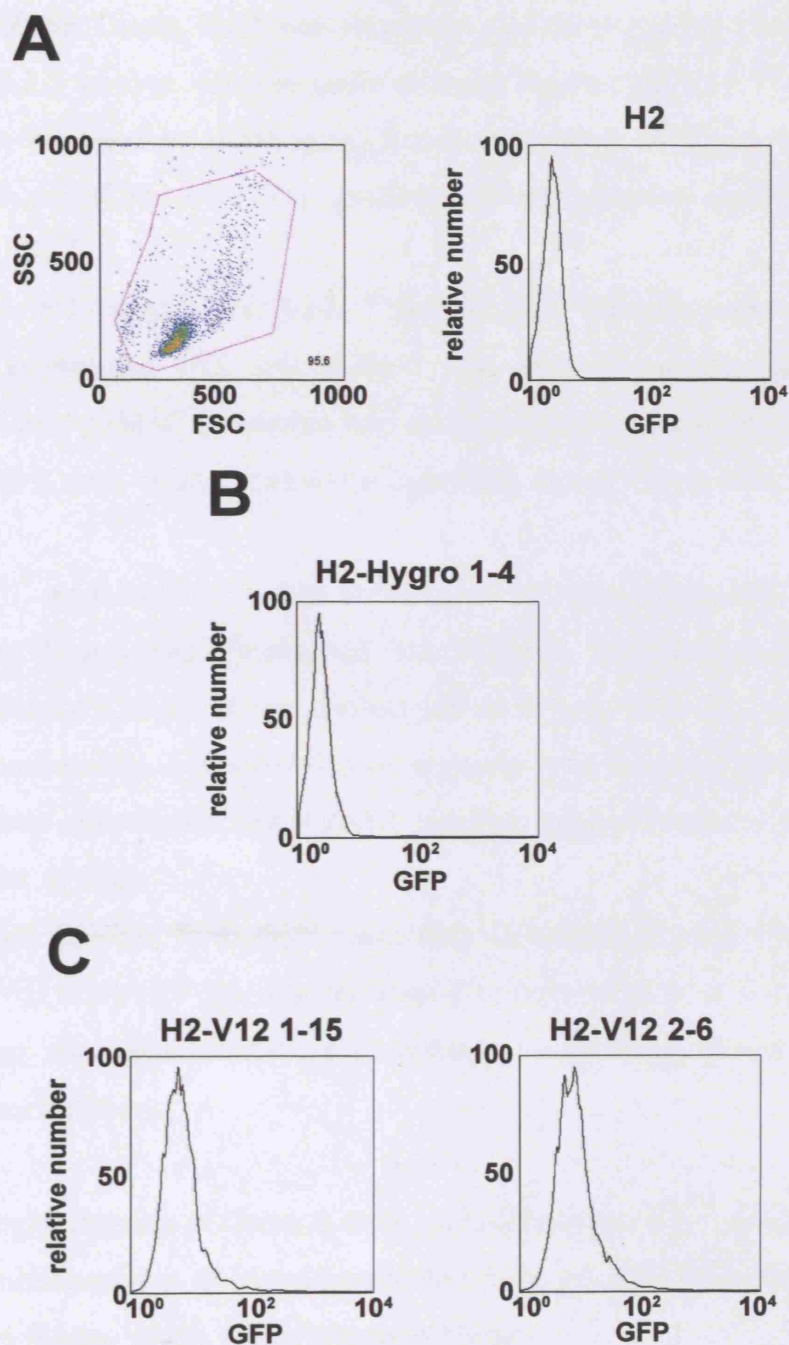 A
1000
SSC
500
0
95.6
0 500 1000
FSC
H2
100
relative number
50
0
10⁰ 10² 10⁴
GFP
B
H2-Hygro 1-4
100
relative number
50
0
10⁰ 10² 10⁴
GFP
C
H2-V12 1-15
100
relative number
50
0
10⁰ 10² 10⁴
GFP
H2-V12 2-6
100
50
0
10⁰ 10² 10⁴
GFP